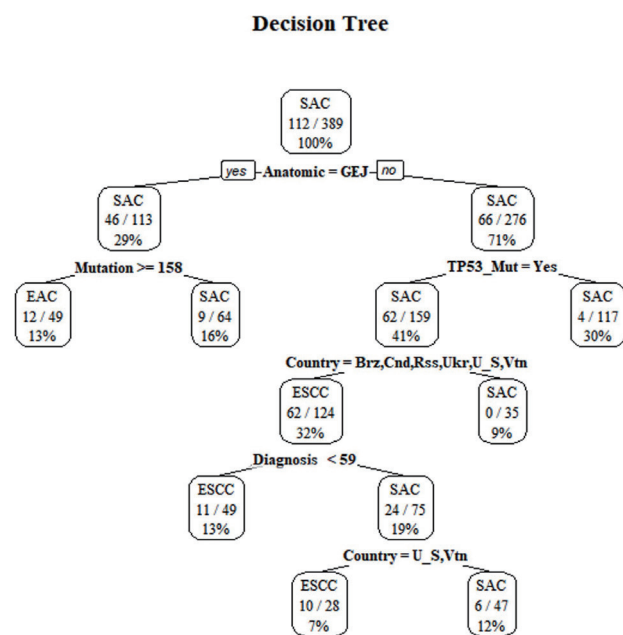 Decision Tree
SAC
112 / 389
100%
yes Anatomic = GEJ no
SAC
46 / 113
29%
SAC
66 / 276
71%
Mutation >= 158
TP53_Mut = Yes
EAC
12 / 49
13%
SAC
9 / 64
16%
SAC
62 / 159
41%
SAC
4 / 117
30%
Country = Brz,Cnd,Rss,Ukr,U_S,Vtn
ESCC
62 / 124
32%
SAC
0 / 35
9%
Diagnosis < 59
ESCC
11 / 49
13%
SAC
24 / 75
19%
Country = U_S,Vtn
ESCC
10 / 28
7%
SAC
6 / 47
12%